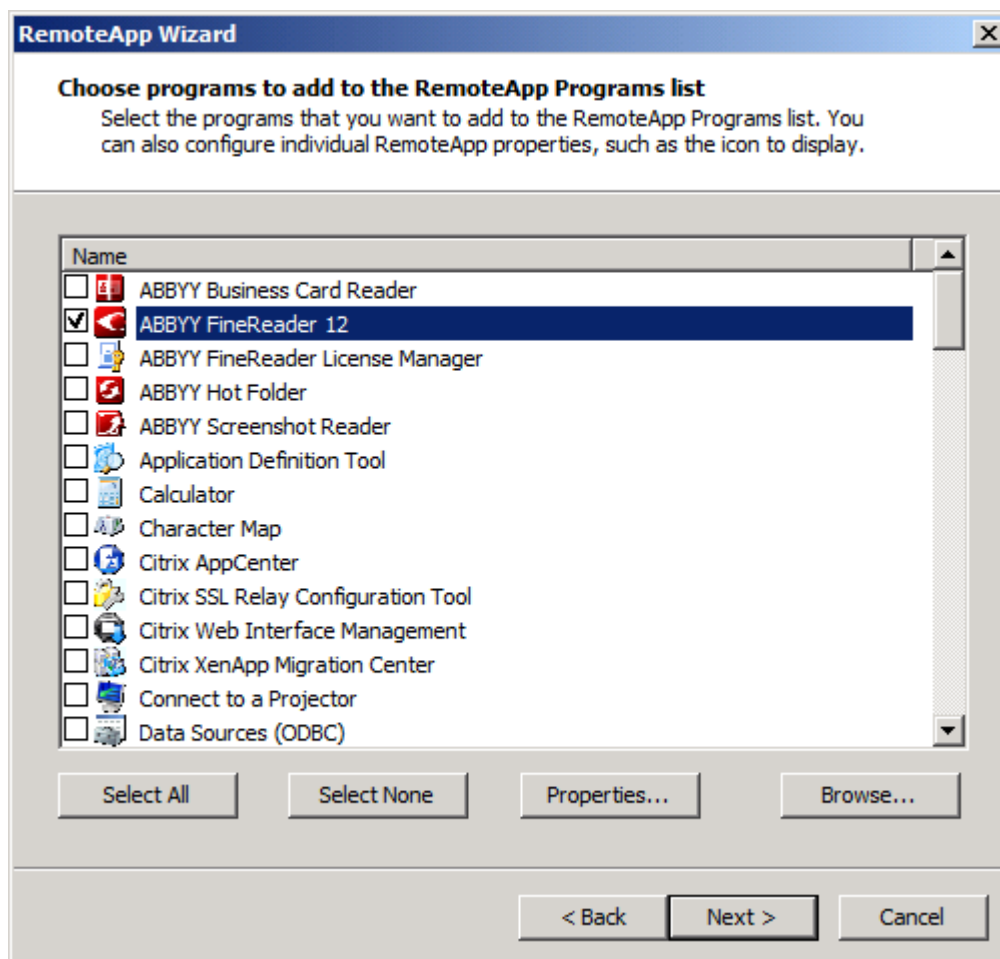 RemoteApp Wizard
Choose programs to add to the RemoteApp Programs list
Select the programs that you want to add to the RemoteApp Programs list. You
can also configure individual RemoteApp properties, such as the icon to display.
Name
ABBYY Business Card Reader
ABBYY FineReader 12
ABBYY FineReader License Manager
ABBYY Hot Folder
ABBYY Screenshot Reader
Application Definition Tool
Calculator
Character Map
Citrix AppCenter
Citrix SSL Relay Configuration Tool
Citrix Web Interface Management
Citrix XenApp Migration Center
Connect to a Projector
Data Sources (ODBC)
Select All Select None Properties... Browse...
< Back Next > Cancel